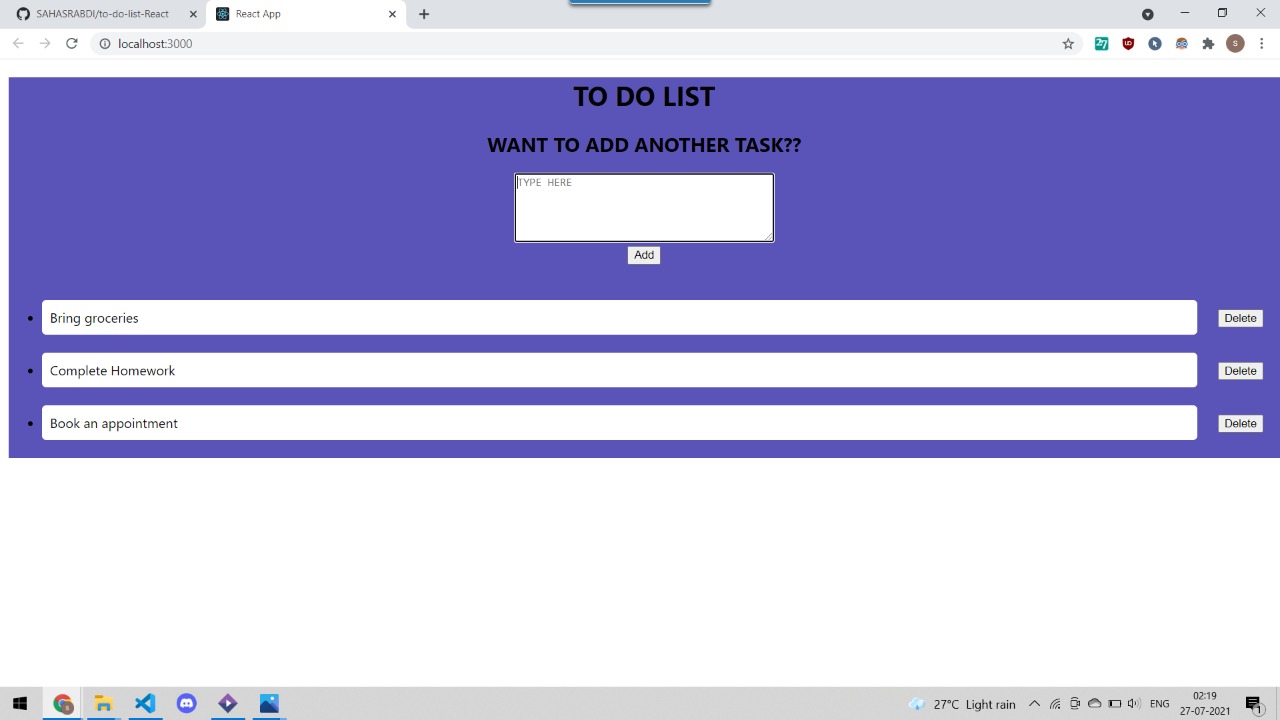 SAHASRABDI/to-do-list-React
React App
localhost:3000
27
S
TO DO LIST
WANT TO ADD ANOTHER TASK??
TYPE HERE
Add
Bring groceries
Delete
Complete Homework
Delete
Book an appointment
Delete
27°C Light rain
ENG
02:19
27-07-2021
1